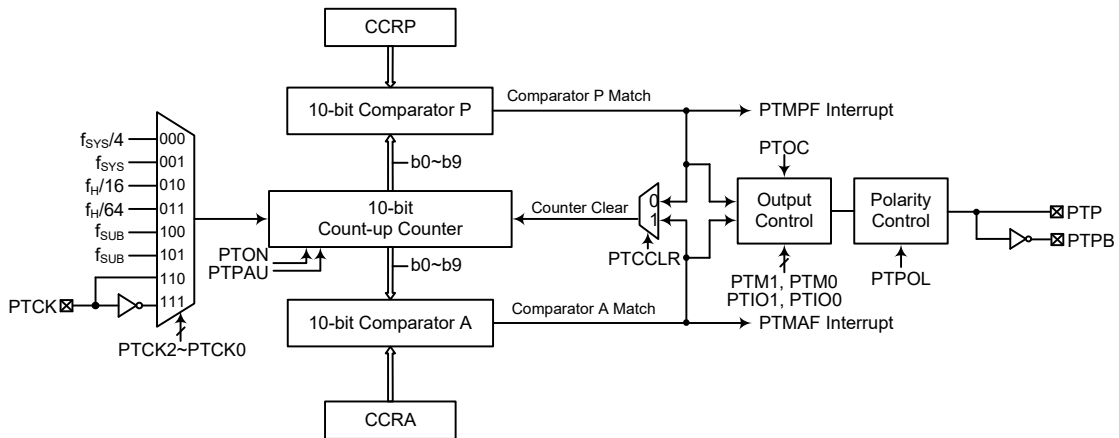 CCRP
10-bit Comparator P
Comparator P Match
PTMPF Interrupt
b0~b9
fSYS/4
000
fSYS
001
fH/16
010
fH/64
011
fSUB
100
fSUB
101
110
111
PTCK
PTCK2~PTCK0
10-bit
Count-up Counter
PTON
PTPAU
Counter Clear
0
1
PTCCLR
PTOC
Output
Control
PTM1, PTM0
PTIO1, PTIO0
Polarity
Control
PTPOL
PTP
PTPB
b0~b9
10-bit Comparator A
Comparator A Match
PTMAF Interrupt
CCRA